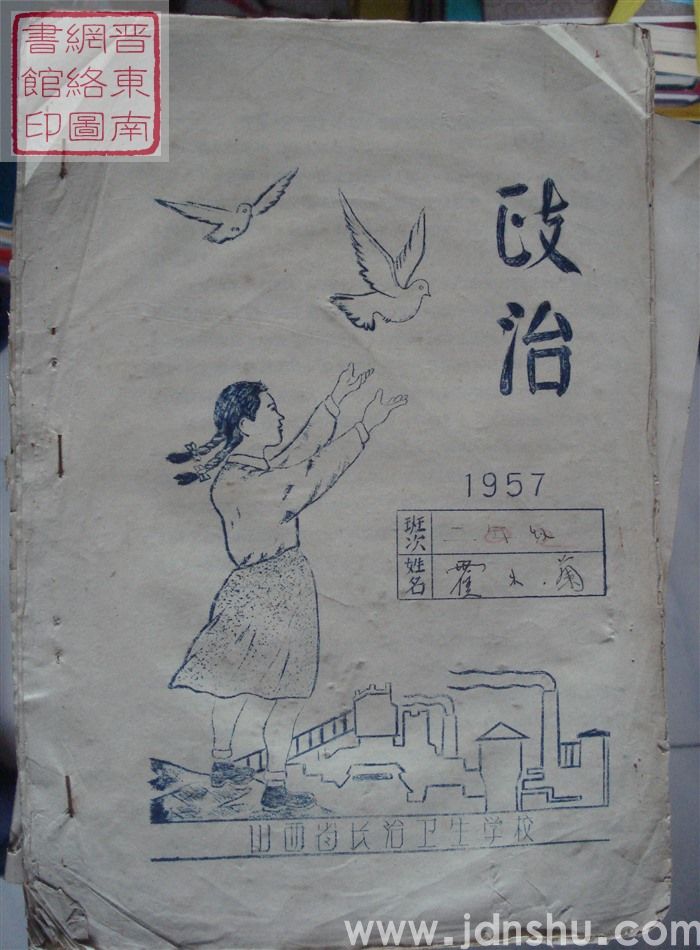 晋東南
網絡圖
書館印
政治
1957
班次 二
姓名 霍
山西省长治卫生学校
www.jdnshu.com